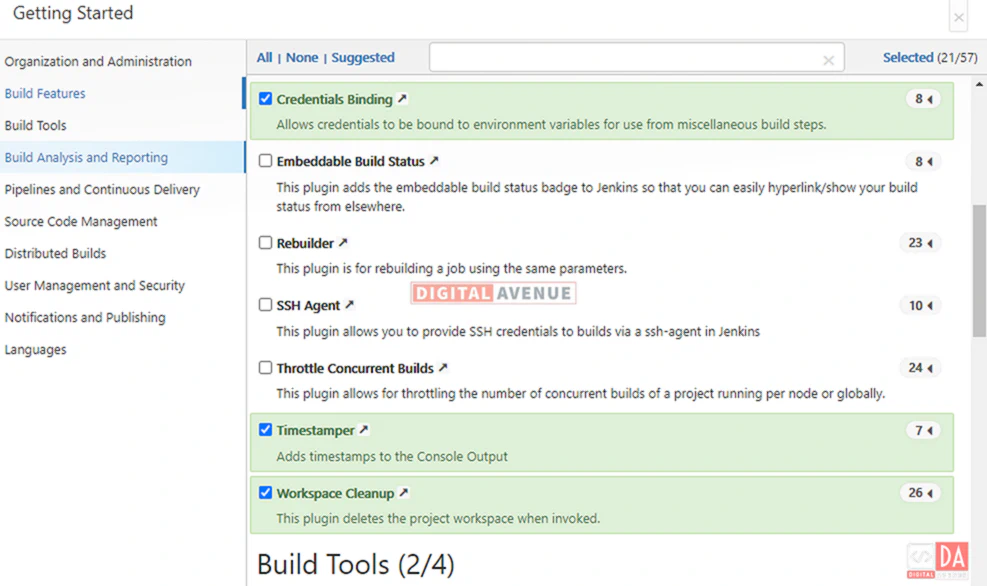 Getting Started
Organization and Administration
Build Features
Build Tools
Build Analysis and Reporting
Pipelines and Continuous Delivery
Source Code Management
Distributed Builds
User Management and Security
Notifications and Publishing
Languages
All | None | Suggested
Selected (21/57)
Credentials Binding
8
Allows credentials to be bound to environment variables for use from miscellaneous build steps.
Embeddable Build Status
8
This plugin adds the embeddable build status badge to Jenkins so that you can easily hyperlink/show your build
status from elsewhere.
Rebuilder
23
This plugin is for rebuilding a job using the same parameters.
DIGITAL AVENUE
SSH Agent
10
This plugin allows you to provide SSH credentials to builds via a ssh-agent in Jenkins
Throttle Concurrent Builds
24
This plugin allows for throttling the number of concurrent builds of a project running per node or globally.
Timestamper
7
Adds timestamps to the Console Output
Workspace Cleanup
26
This plugin deletes the project workspace when invoked.
Build Tools (2/4)
DA
DIGITAL